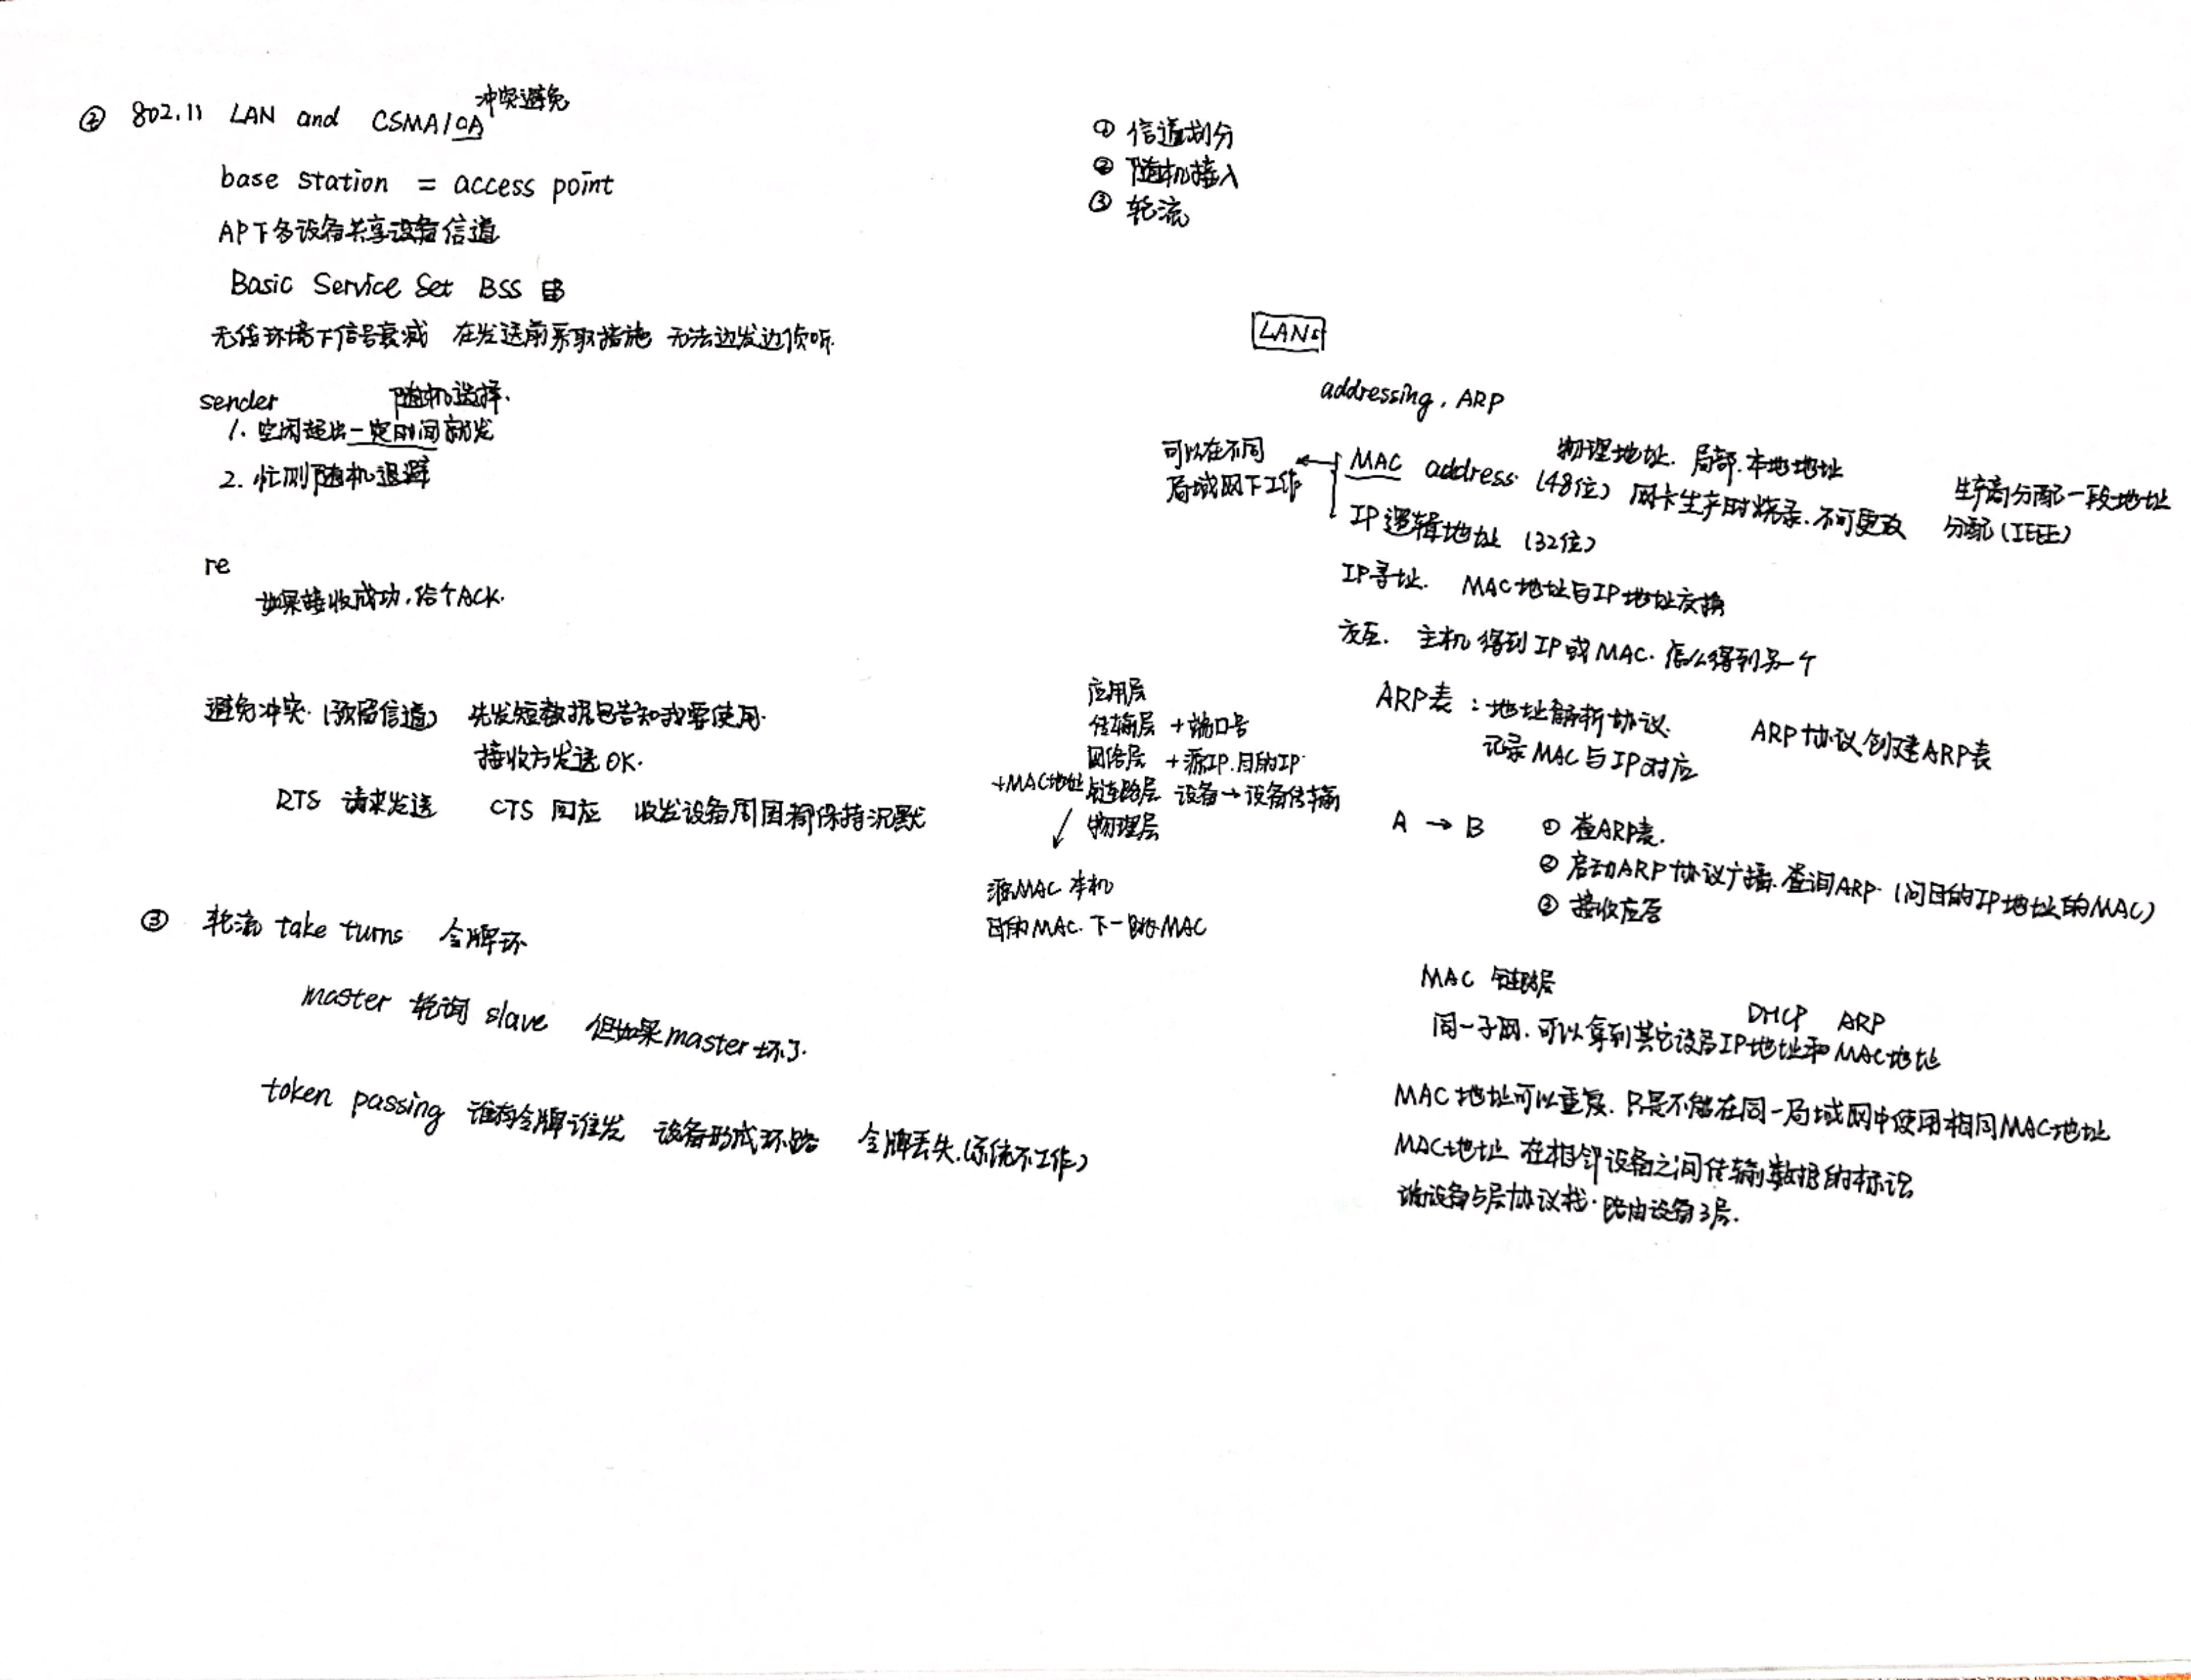 ② 802.11 LAN and CSMA/CA 冲突避免
base station = access point
AP下各设备共享设备信道
Basic Service Set BSS
无线环境下信号衰减 在发送前采取措施 无法边发边侦听.
sender 随机选择.
1. 空闲超出一定时间就发
2. 忙则随机退避
re
如果接收成功,给个ACK.
避免冲突.(预留信道) 先发短数据包告知我要使用.
接收方发送OK.
RTS 请求发送 CTS 回应 收发设备周围都保持沉默
③ 轮流 take turns 令牌环
master 轮询 slave 但如果master坏了.
token passing 谁有令牌谁发 设备形成环路 令牌丢失.(系统不工作)
① 信道划分
② 随机接入
③ 轮流
LANs
addressing, ARP
可以在不同
局域网下工作
MAC address (48位) 物理地址. 局部.本地地址
网卡生产时烧录.不可更改
生产商分配一段地址
分配(IEEE)
IP逻辑地址 (32位)
IP寻址. MAC地址与IP地址交换
交互. 主机得到IP或MAC.怎么得到另一个
ARP表:地址解析协议. ARP协议创建ARP表
记录MAC与IP对应
应用层
传输层 +端口号
网络层 +源IP.目的IP
+MAC地址 链路层 设备→设备传输
物理层
源MAC 本机
目的MAC.下一跳MAC
A → B ① 查ARP表.
② 启动ARP协议广播.查询ARP.(问目的IP地址的MAC)
③ 接收应答
MAC 链路层
DHCP ARP
同一子网.可以拿到其它设备IP地址和MAC地址
MAC地址可以重复.只是不能在同一局域网中使用相同MAC地址
MAC地址 在相邻设备之间传输数据的标识
端设备5层协议栈.路由设备3层.